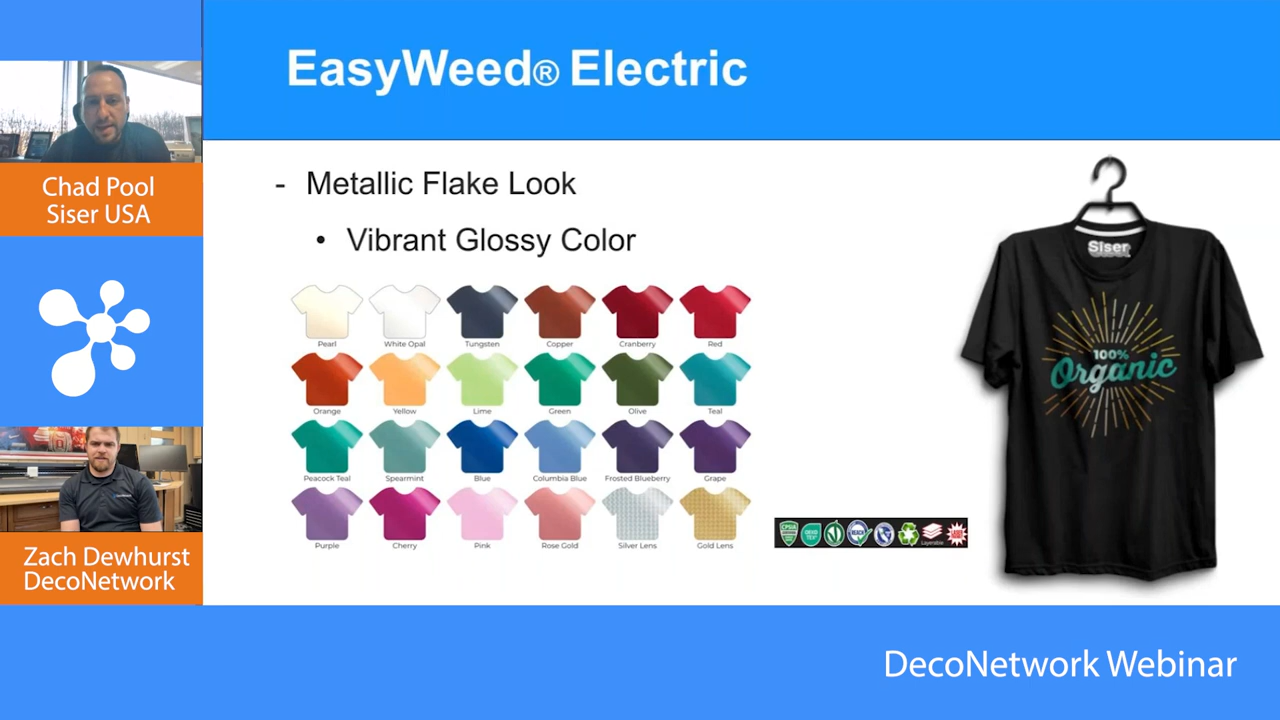 EasyWeed® Electric
Chad Pool
Siser USA
- Metallic Flake Look
• Vibrant Glossy Color
Pearl White Opal Tungsten Copper Cranberry Red
Orange Yellow Lime Green Olive Teal
Peacock Teal Spearmint Blue Columbia Blue Frosted Blueberry Grape
Purple Cherry Pink Rose Gold Silver Lens Gold Lens
Siser
100%
Organic
CPSIA
Layerable
Zach Dewhurst
DecoNetwork
DecoNetwork Webinar